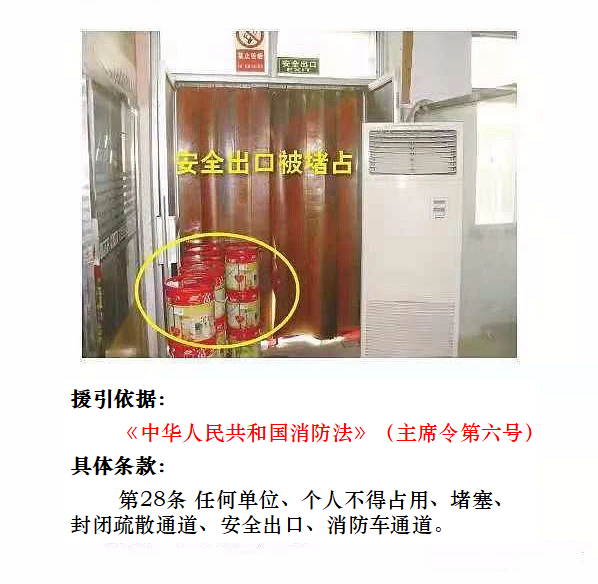 禁止吸烟
安全出口
EXIT
安全出口被堵占
援引依据：
《中华人民共和国消防法》（主席令第六号）
具体条款：
第28条 任何单位、个人不得占用、堵塞、
封闭疏散通道、安全出口、消防车通道。